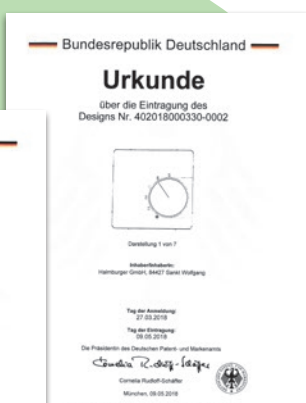 Bundesrepublik Deutschland
Urkunde
über die Eintragung des
Designs Nr. 402018000330-0002
Darstellung 1 von 7
Inhaber/Inhaberin:
Haimburger GmbH, 84427 Sankt Wolfgang
Tag der Anmeldung:
27.03.2018
Tag der Eintragung:
09.05.2018
Die Präsidentin des Deutschen Patent- und Markenamts
Cornelia Rudloff-Schäffer
München, 09.05.2018